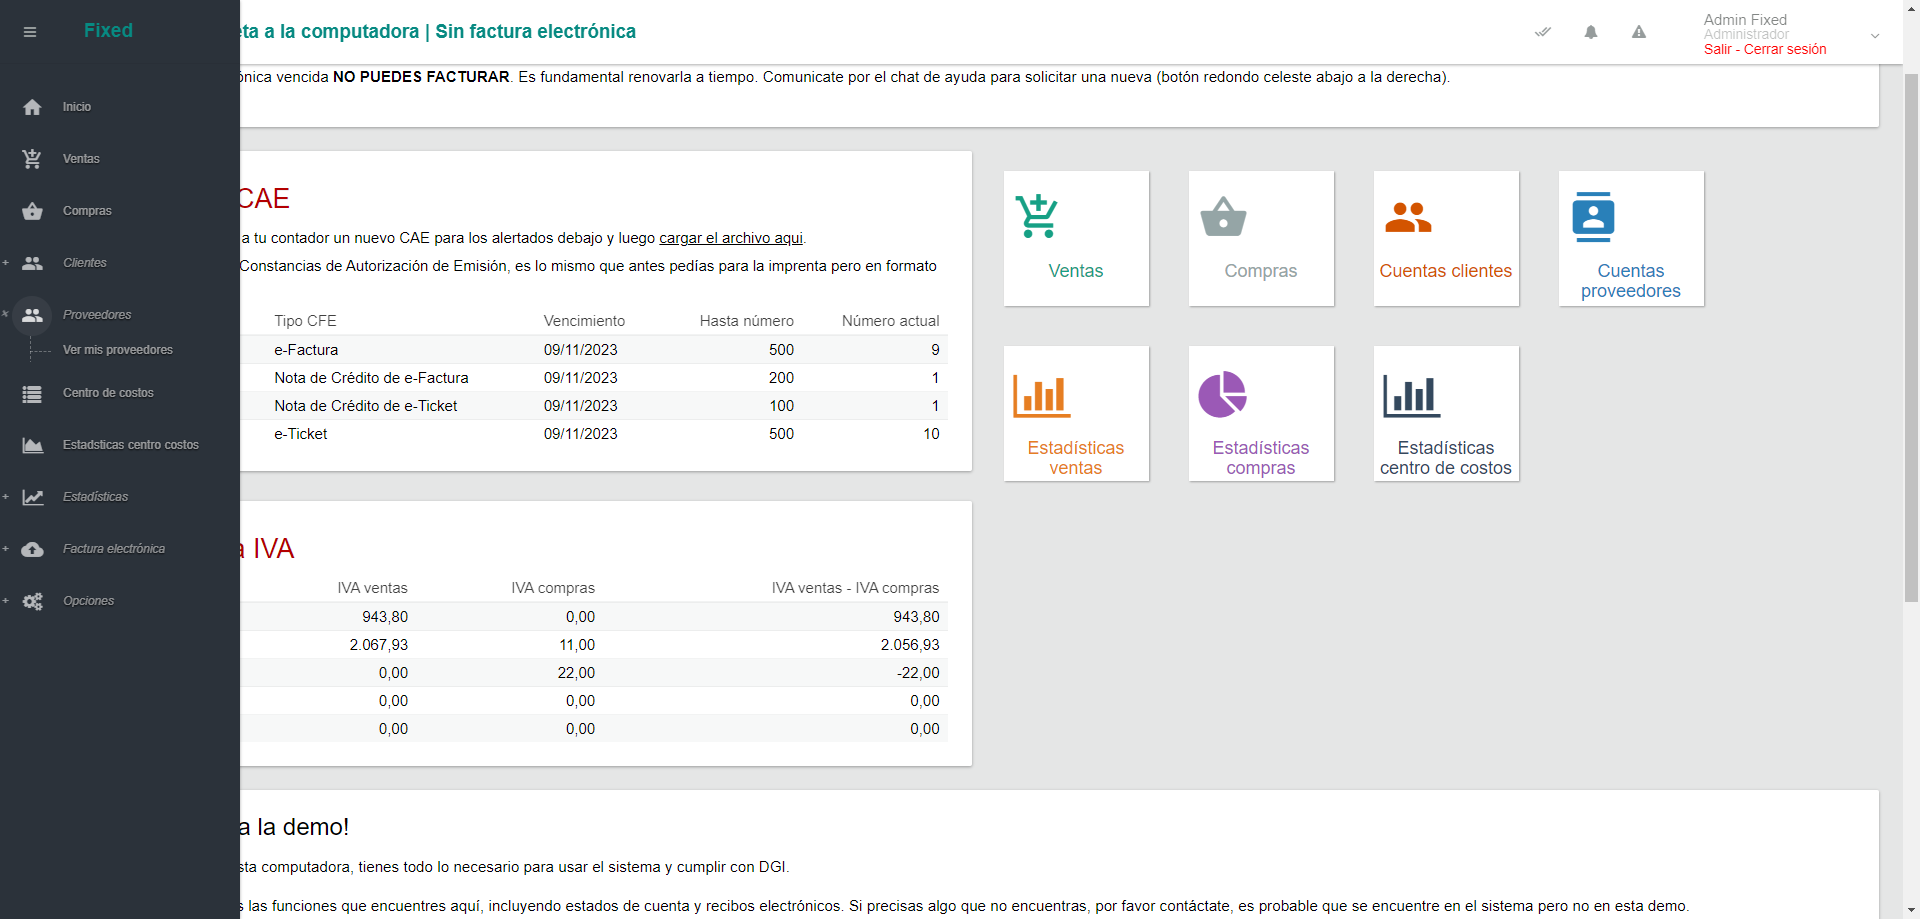 Fixed
Inicio
Ventas
Compras
Clientes
Proveedores
Ver mis proveedores
Centro de costos
Estadsticas centro costos
Estadísticas
Factura electrónica
Opciones
a la computadora | Sin factura electrónica
Admin Fixed
Administrador
Salir - Cerrar sesión
vencida NO PUEDES FACTURAR. Es fundamental renovarla a tiempo. Comunicate por el chat de ayuda para solicitar una nueva (botón redondo celeste abajo a la derecha).
CAE
a tu contador un nuevo CAE para los alertados debajo y luego cargar el archivo aqui.
Constancias de Autorización de Emisión, es lo mismo que antes pedías para la imprenta pero en formato
Tipo CFE Vencimiento Hasta número Número actual
e-Factura 09/11/2023 500 9
Nota de Crédito de e-Factura 09/11/2023 200 1
Nota de Crédito de e-Ticket 09/11/2023 100 1
e-Ticket 09/11/2023 500 10
IVA
IVA ventas IVA compras IVA ventas - IVA compras
943,80 0,00 943,80
2.067,93 11,00 2.056,93
0,00 22,00 -22,00
0,00 0,00 0,00
0,00 0,00 0,00
Ventas
Compras
Cuentas clientes
Cuentas
proveedores
Estadísticas
ventas
Estadísticas
compras
Estadísticas
centro de costos
a la demo!
computadora, tienes todo lo necesario para usar el sistema y cumplir con DGI.
las funciones que encuentres aquí, incluyendo estados de cuenta y recibos electrónicos. Si precisas algo que no encuentras, por favor contáctate, es probable que se encuentre en el sistema pero no en esta demo.